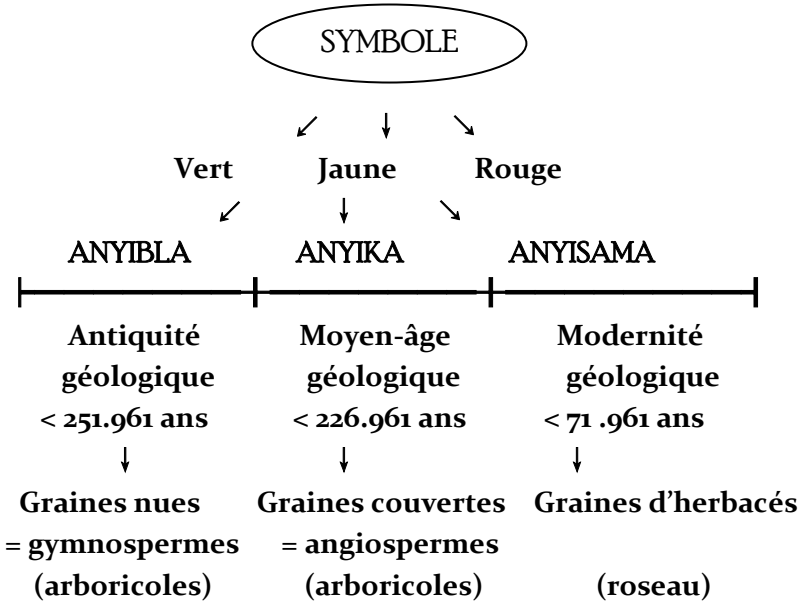 SYMBOLE
Vert Jaune Rouge
ANYIBLA ANYIKA ANYISAMA
Antiquité Moyen-âge Modernité
géologique géologique géologique
< 251.961 ans < 226.961 ans < 71 .961 ans
Graines nues Graines couvertes Graines d’herbacés
= gymnospermes = angiospermes
(arboricoles) (arboricoles) (roseau)